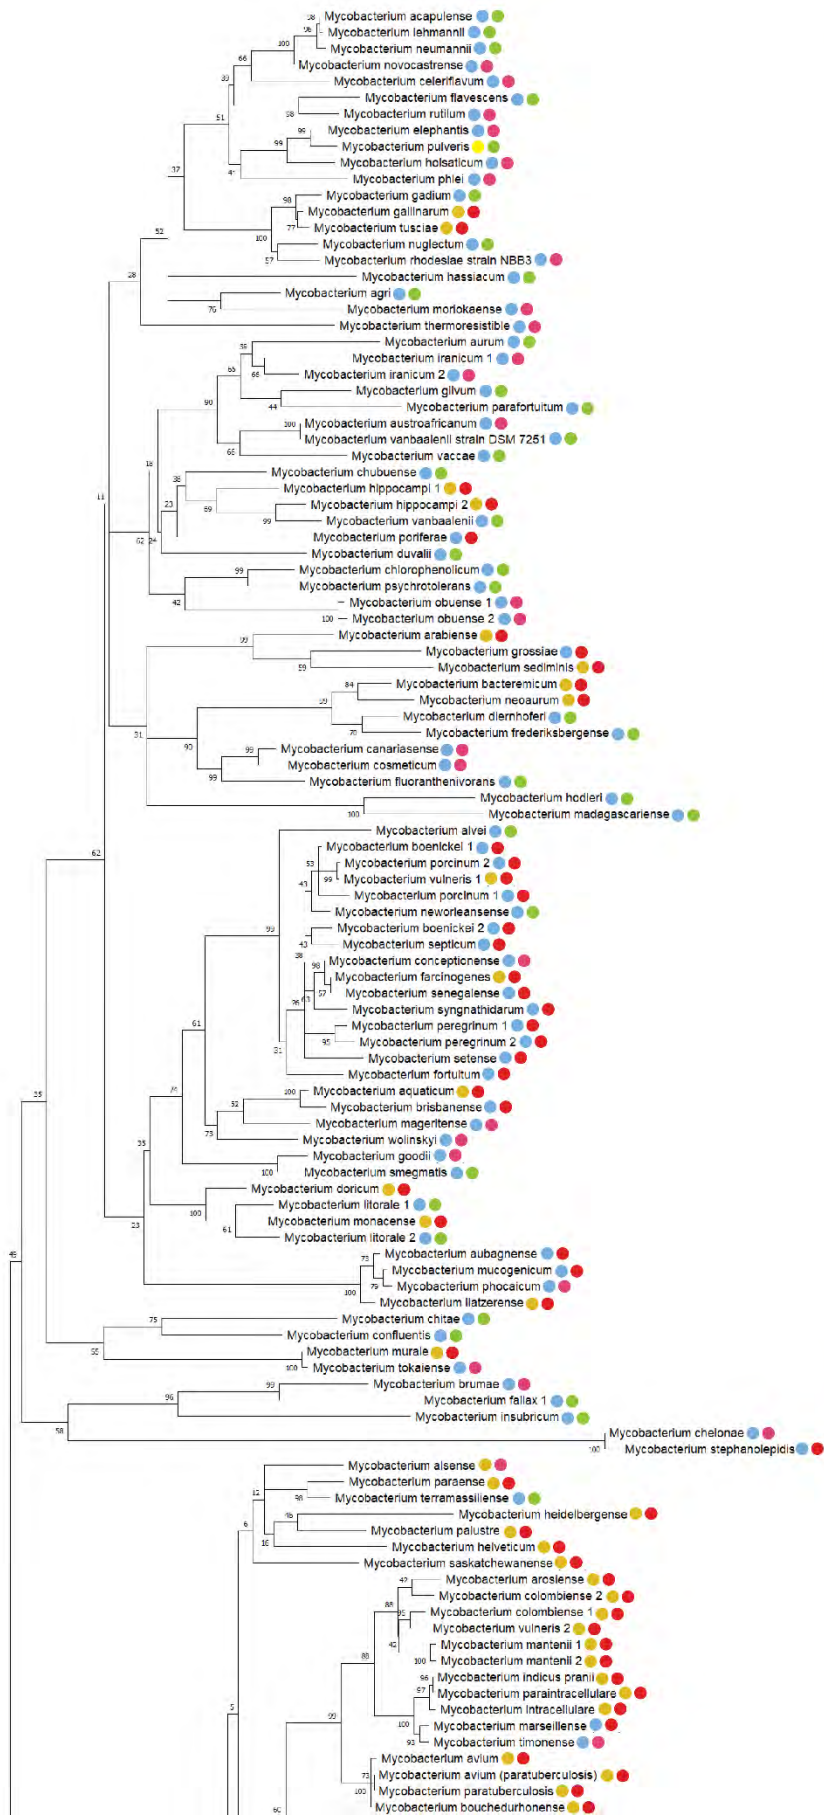 Mycobacterium acapulense
Mycobacterium lehmannii
Mycobacterium neumannii
Mycobacterium novocastrense
Mycobacterium celeriflavum
Mycobacterium flavescens
Mycobacterium rutilum
Mycobacterium elephantis
Mycobacterium pulveris
Mycobacterium holsaticum
Mycobacterium phlei
Mycobacterium gadium
Mycobacterium gallinarum
Mycobacterium tusciae
Mycobacterium nuglectum
Mycobacterium rhodesiae strain NBB3
Mycobacterium hassiacum
Mycobacterium agri
Mycobacterium moriokaense
Mycobacterium thermoresistible
Mycobacterium aurum
Mycobacterium iranicum 1
Mycobacterium iranicum 2
Mycobacterium gilvum
Mycobacterium parafortuitum
Mycobacterium austroafricanum
Mycobacterium vanbaalenii strain DSM 7251
Mycobacterium vaccae
Mycobacterium chubuense
Mycobacterium hippocampi 1
Mycobacterium hippocampi 2
Mycobacterium vanbaalenii
Mycobacterium poriferae
Mycobacterium duvalii
Mycobacterium chlorophenolicum
Mycobacterium psychrotolerans
Mycobacterium obuense 1
Mycobacterium obuense 2
Mycobacterium arabiense
Mycobacterium grossiae
Mycobacterium sediminis
Mycobacterium bacteremicum
Mycobacterium neoaurum
Mycobacterium diernhoferi
Mycobacterium frederiksbergense
Mycobacterium canariasense
Mycobacterium cosmeticum
Mycobacterium fluoranthenivorans
Mycobacterium hodleri
Mycobacterium madagascariense
Mycobacterium alvei
Mycobacterium boenickei 1
Mycobacterium porcinum 2
Mycobacterium vulneris 1
Mycobacterium porcinum 1
Mycobacterium neworleansense
Mycobacterium boenickei 2
Mycobacterium septicum
Mycobacterium conceptionense
Mycobacterium farcinogenes
Mycobacterium senegalense
Mycobacterium syngnathidarum
Mycobacterium peregrinum 1
Mycobacterium peregrinum 2
Mycobacterium setense
Mycobacterium fortuitum
Mycobacterium aquaticum
Mycobacterium brisbanense
Mycobacterium mageritense
Mycobacterium wolinskyi
Mycobacterium goodii
Mycobacterium smegmatis
Mycobacterium doricum
Mycobacterium litorale 1
Mycobacterium monacense
Mycobacterium litorale 2
Mycobacterium aubagnense
Mycobacterium mucogenicum
Mycobacterium phocaicum
Mycobacterium llatzerense
Mycobacterium chitae
Mycobacterium confluentis
Mycobacterium murale
Mycobacterium tokaiense
Mycobacterium brumae
Mycobacterium fallax 1
Mycobacterium insubricum
Mycobacterium chelonae
Mycobacterium stephanolepidis
Mycobacterium alsense
Mycobacterium paraense
Mycobacterium terramassiliense
Mycobacterium heidelbergense
Mycobacterium palustre
Mycobacterium helveticum
Mycobacterium saskatchewanense
Mycobacterium arosiense
Mycobacterium colombiense 2
Mycobacterium colombiense 1
Mycobacterium vulneris 2
Mycobacterium mantenii 1
Mycobacterium mantenii 2
Mycobacterium indicus pranii
Mycobacterium paraintracellulare
Mycobacterium intracellulare
Mycobacterium marseillense
Mycobacterium timonense
Mycobacterium avium
Mycobacterium avium (paratuberculosis)
Mycobacterium paratuberculosis
Mycobacterium bouchedurhonense